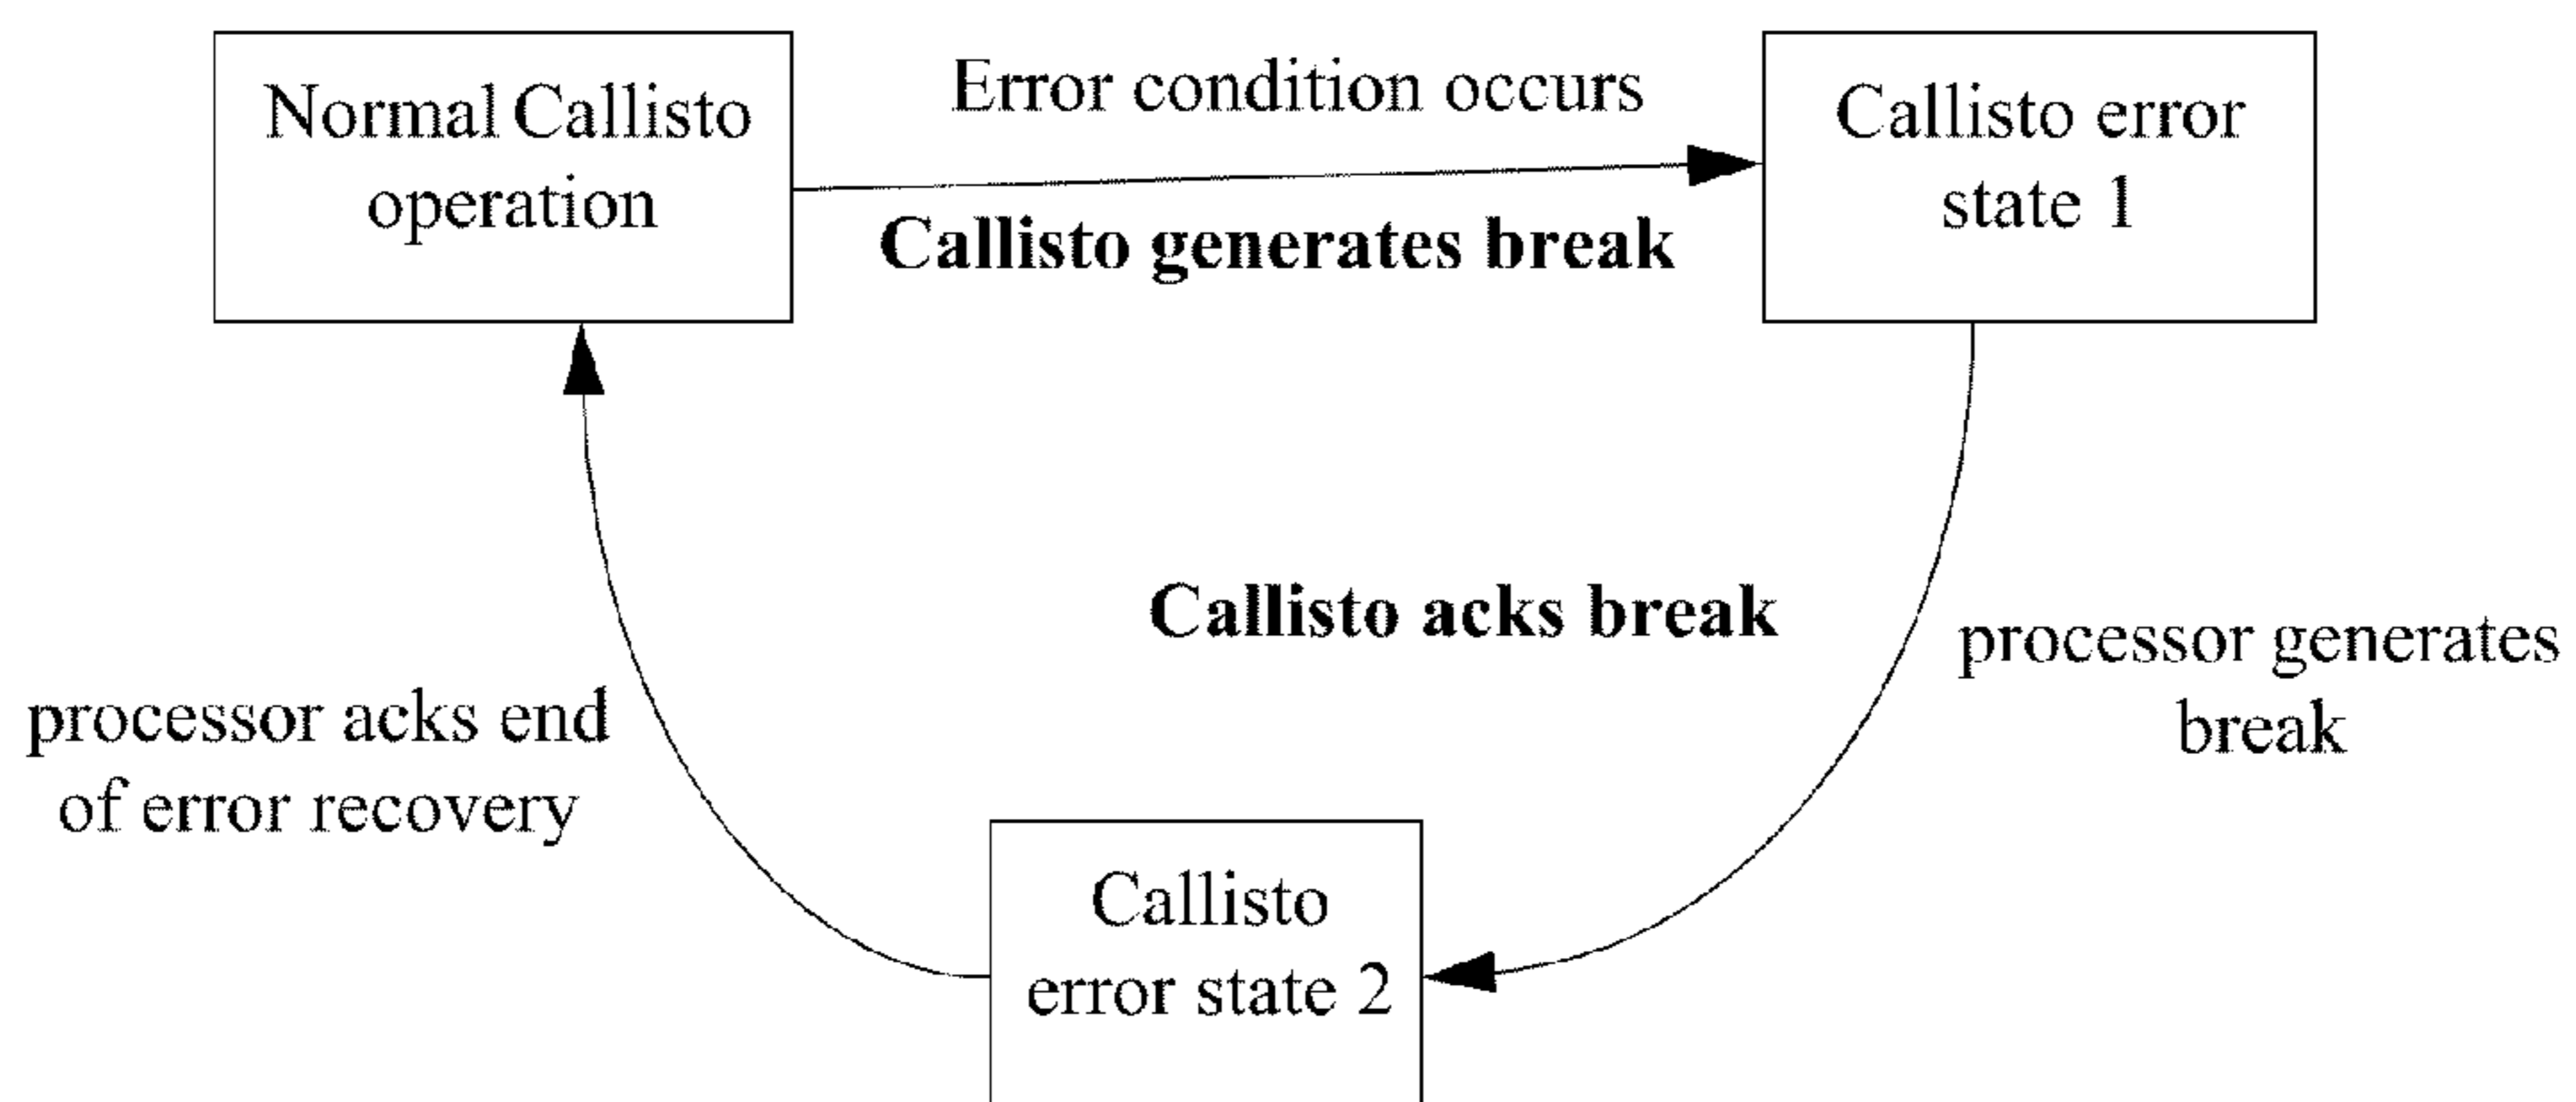 Normal Callisto
operation
Error condition occurs
Callisto generates break
Callisto error
state 1
Callisto acks break
processor generates
break
processor acks end
of error recovery
Callisto
error state 2